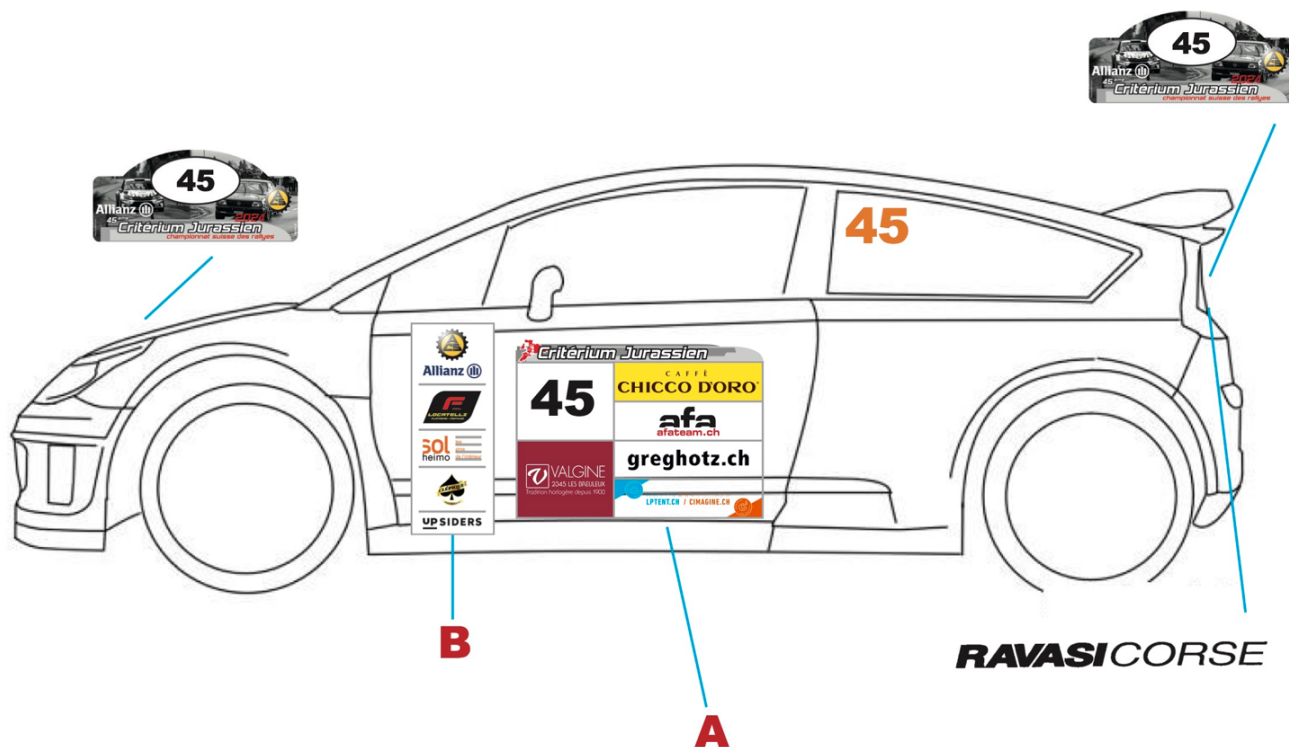 45
Allianz
45
2024
Critérium Jurassien
championnat suisse des rallyes
45
Allianz
45
2024
Critérium Jurassien
championnat suisse des rallyes
45
Allianz
LOCATELLI
sol
heimo
UPSIDERS
Critérium Jurassien
45
CAFFÈ
CHICCO D'ORO
afa
afateam.ch
VALGINE
2345 LES BREULEUX
Tradition horlogère depuis 1900
greghotz.ch
LPTENT.CH / CIMAGINE.CH
B
A
RAVASICORSE